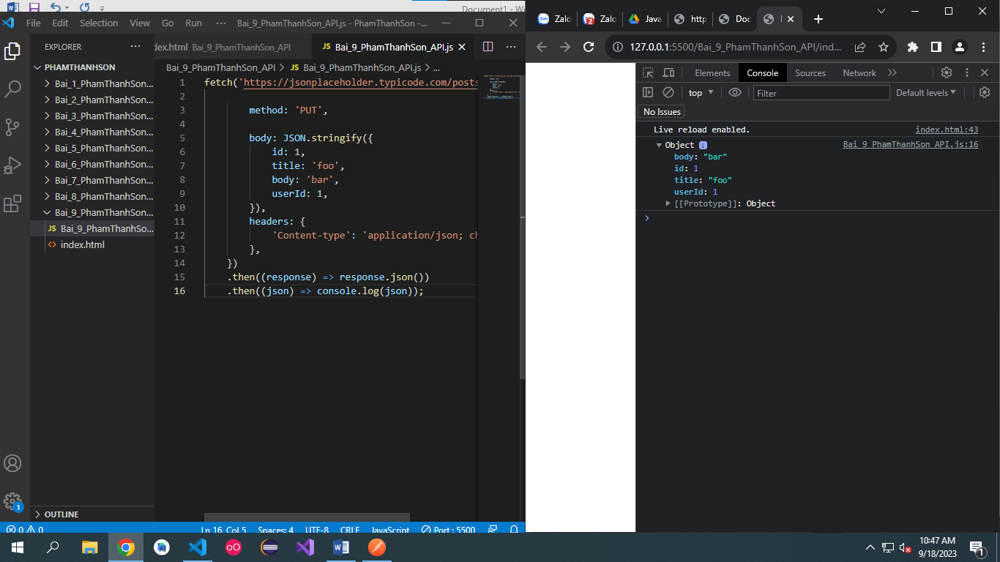 Document1 - Wo
File Edit Selection View Go Run ··· Bai_9_PhamThanhSon_API.js - PhamThanhSon -...
EXPLORER ···
PHAMTHANHSON
Bai_1_PhamThanhSon...
Bai_2_PhamThanhSon...
Bai_3_PhamThanhSon...
Bai_4_PhamThanhSon...
Bai_5_PhamThanhSon...
Bai_6_PhamThanhSon...
Bai_7_PhamThanhSon...
Bai_8_PhamThanhSon...
Bai_9_PhamThanhSon...
JS Bai_9_PhamThanhSo...
<> index.html
OUTLINE
dex.html Bai_9_PhamThanhSon_API
JS Bai_9_PhamThanhSon_API.js
Bai_9_PhamThanhSon_API > JS Bai_9_PhamThanhSon_API.js > ...
1 fetch('https://jsonplaceholder.typicode.com/posts
2
3 method: 'PUT',
4
5 body: JSON.stringify({
6 id: 1,
7 title: 'foo',
8 body: 'bar',
9 userId: 1,
10 }),
11 headers: {
12 'Content-type': 'application/json; ch
13 },
14 })
15 .then((response) => response.json())
16 .then((json) => console.log(json));
0 0 Ln 16, Col 5 Spaces: 4 UTF-8 CRLF JavaScript Port : 5500
1
Zalo
Zalo
2
Java
http
Doc
127.0.0.1:5500/Bai_9_PhamThanhSon_API/ind...
Elements Console Sources Network
top Filter Default levels
No Issues
Live reload enabled. index.html:43
Object i Bai_9_PhamThanhSon_API.js:16
body: "bar"
id: 1
title: "foo"
userId: 1
[[Prototype]]: Object
10:47 AM
9/18/2023
1